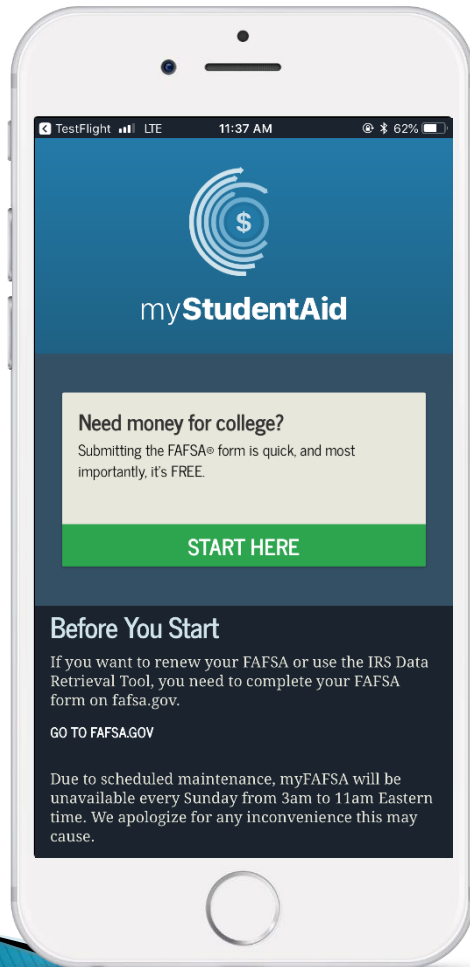 TestFlight LTE 11:37 AM 62%
$
myStudentAid
Need money for college?
Submitting the FAFSA® form is quick, and most
importantly, it's FREE.
START HERE
Before You Start
If you want to renew your FAFSA or use the IRS Data
Retrieval Tool, you need to complete your FAFSA
form on fafsa.gov.
GO TO FAFSA.GOV
Due to scheduled maintenance, myFAFSA will be
unavailable every Sunday from 3am to 11am Eastern
time. We apologize for any inconvenience this may
cause.